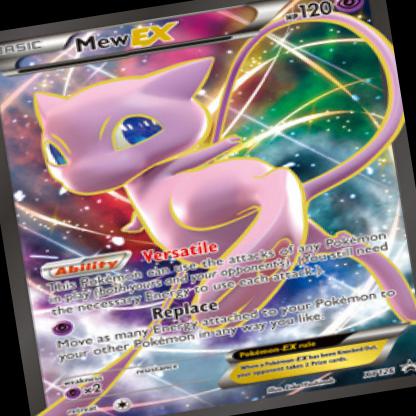 BASIC Mew EX HP 120
Ability Versatile
This Pokémon can use the attacks of any Pokémon
in play (both yours and your opponent's). (You still need
the necessary Energy to use each attack.)
Replace
Move as many Energy attached to your Pokémon to
your other Pokémon in any way you like.
Pokémon-EX rule
When a Pokémon-EX has been Knocked Out,
your opponent takes 2 Prize cards.
weakness
×2
resistance
retreat
PROMO